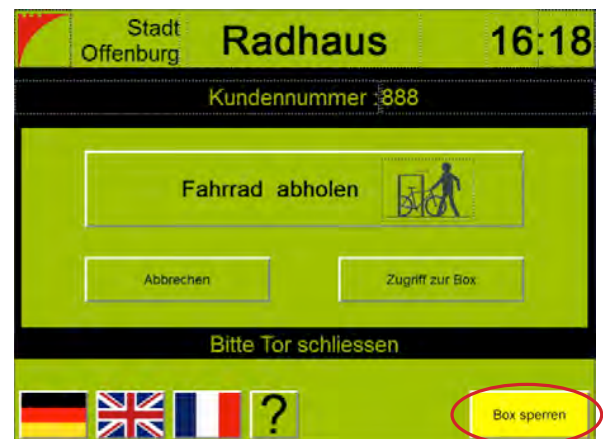 Stadt
Offenburg
Radhaus
16:18
Kundennummer :888
Fahrrad abholen
Abbrechen
Zugriff zur Box
Bitte Tor schliessen
?
Box sperren